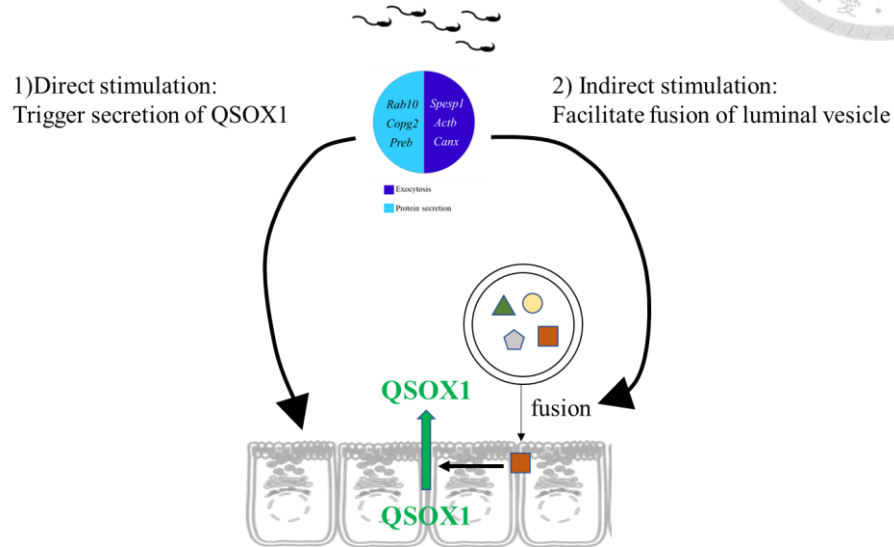 1)Direct stimulation:
Trigger secretion of QSOX1
2) Indirect stimulation:
Facilitate fusion of luminal vesicle
Rab10
Copg2
Preb
Spesp1
Actb
Canx
Exocytosis
Protein secretion
QSOX1
fusion
QSOX1